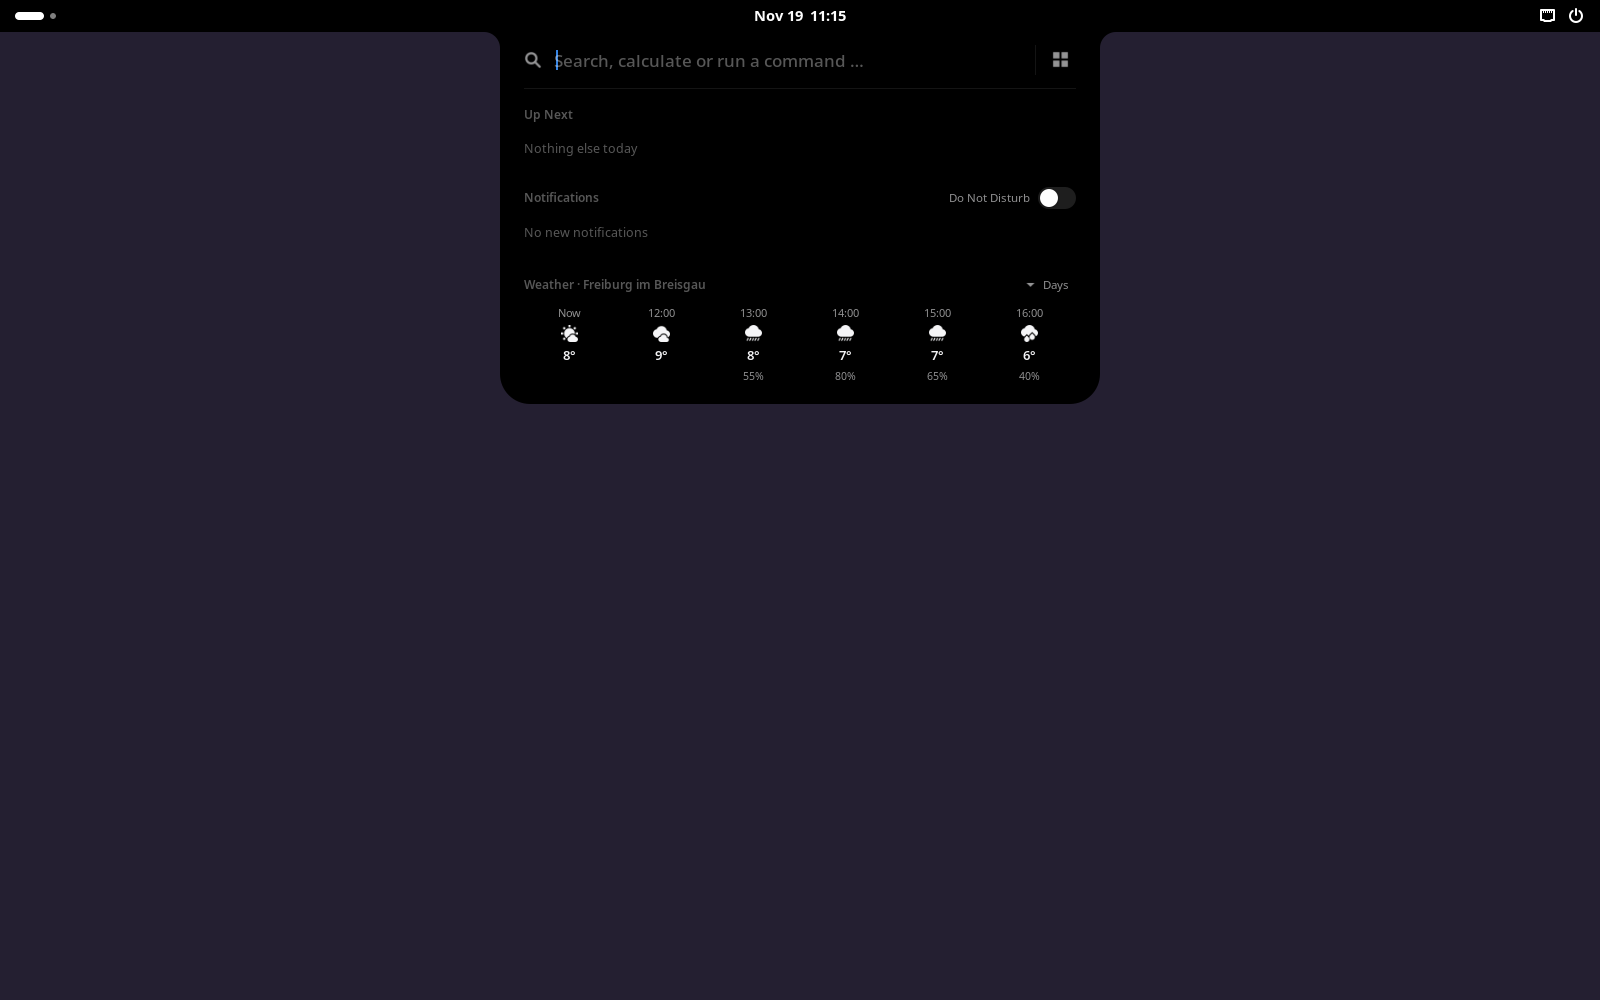 Nov 19 11:15
Search, calculate or run a command ...
Up Next
Nothing else today
Notifications Do Not Disturb
No new notifications
Weather · Freiburg im Breisgau Days
Now 12:00 13:00 14:00 15:00 16:00
8° 9° 8° 7° 7° 6°
55% 80% 65% 40%